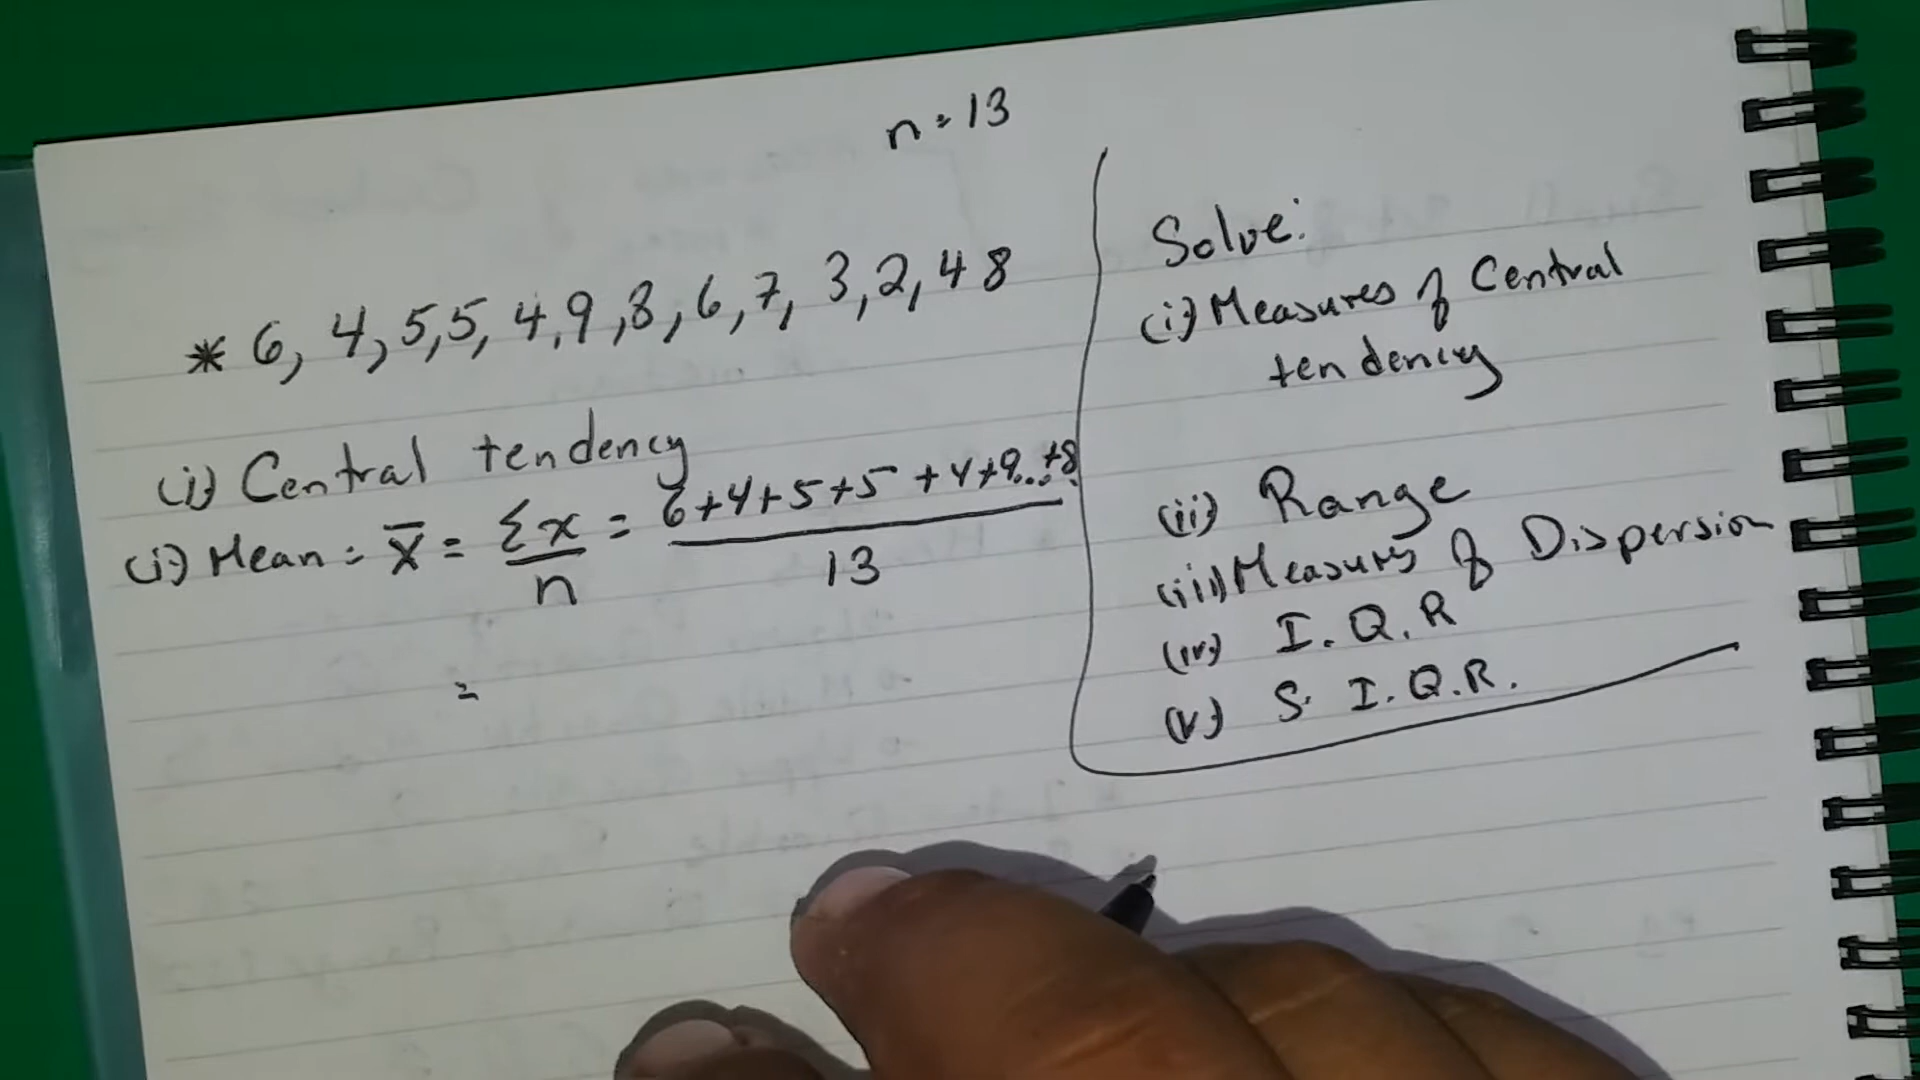 n = 13
* 6, 4, 5, 5, 4, 9, 8, 6, 7, 3, 2, 4 8
(i) Central tendency
(i) Mean = x̄ = Σx/n = 6+4+5+5+4+9...+8/13
=
Solve:
(i) Measures of Central
tendency
(ii) Range
(iii) Measures of Dispersion
(iv) I.Q.R
(v) S. I.Q.R.